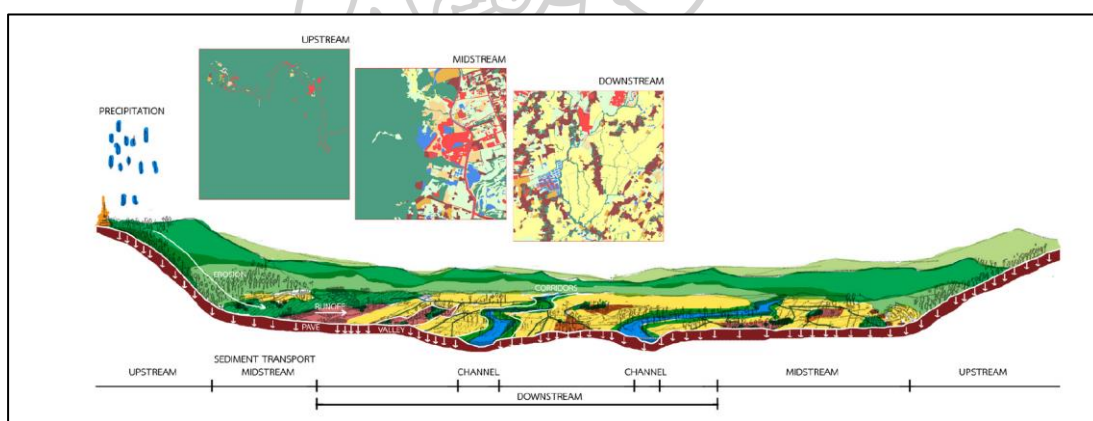 UPSTREAM
MIDSTREAM
DOWNSTREAM
PRECIPITATION
EROSION
CORRIDORS
RUNOFF
PAVE
VALLEY
SEDIMENT TRANSPORT
UPSTREAM
MIDSTREAM
CHANNEL
CHANNEL
MIDSTREAM
UPSTREAM
DOWNSTREAM